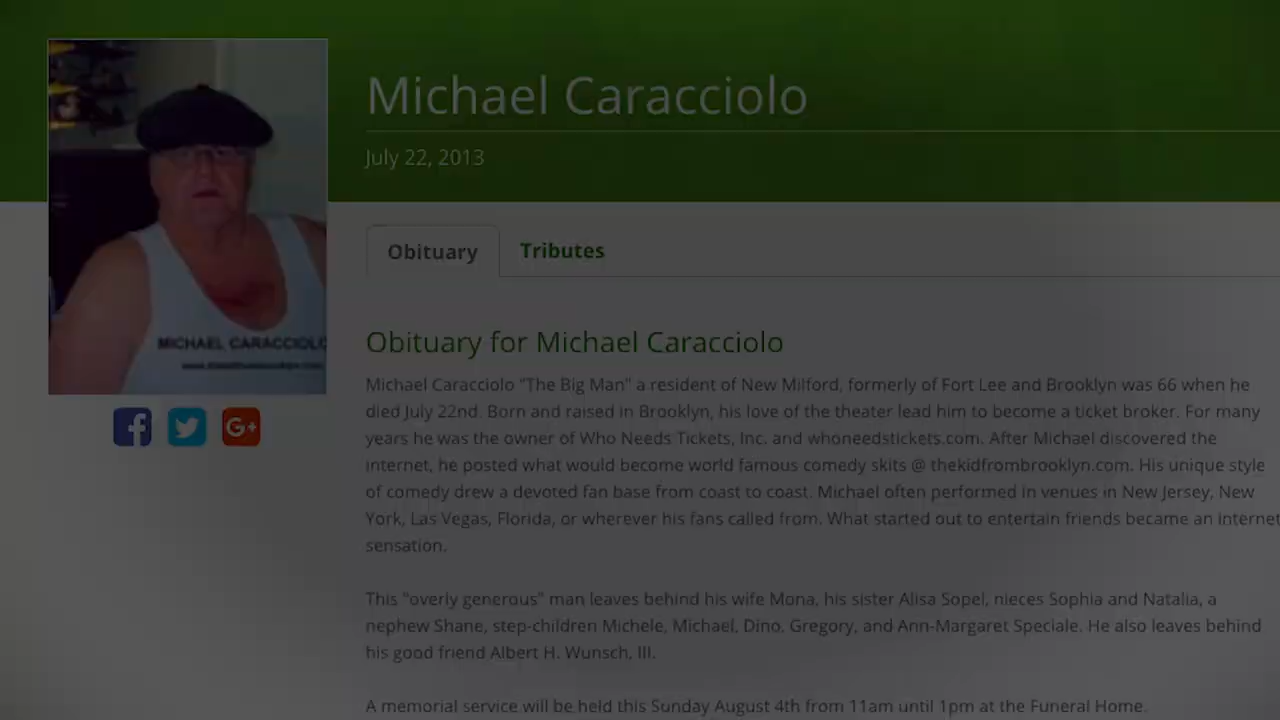 Michael Caracciolo
July 22, 2013
Obituary
Tributes
MICHAEL CARACCIOLO
Obituary for Michael Caracciolo
Michael Caracciolo "The Big Man" a resident of New Milford, formerly of Fort Lee and Brooklyn was 66 when he
died July 22nd. Born and raised in Brooklyn, his love of the theater lead him to become a ticket broker. For many
years he was the owner of Who Needs Tickets, Inc. and whoneedstickets.com. After Michael discovered the
internet, he posted what would become world famous comedy skits @ thekidfrombrooklyn.com. His unique style
of comedy drew a devoted fan base from coast to coast. Michael often performed in venues in New Jersey, New
York, Las Vegas, Florida, or wherever his fans called from. What started out to entertain friends became an internet
sensation.
This "overly generous" man leaves behind his wife Mona, his sister Alisa Sopel, nieces Sophia and Natalia, a
nephew Shane, step-children Michele, Michael, Dino, Gregory, and Ann-Margaret Speciale. He also leaves behind
his good friend Albert H. Wunsch, III.
A memorial service will be held this Sunday August 4th from 11am until 1pm at the Funeral Home.